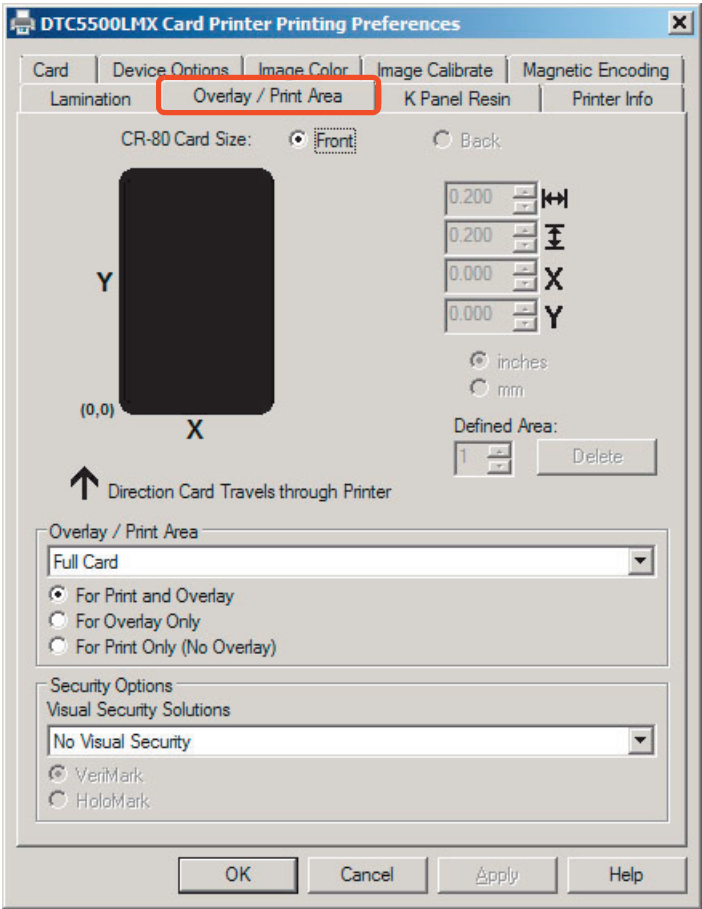 DTC5500LMX Card Printer Printing Preferences
Card Device Options Image Color Image Calibrate Magnetic Encoding
Lamination Overlay / Print Area K Panel Resin Printer Info
CR-80 Card Size: Front Back
0.200
0.200
0.000 X
Y 0.000 Y
inches
mm
(0,0)
X
Defined Area:
1 Delete
Direction Card Travels through Printer
Overlay / Print Area
Full Card
For Print and Overlay
For Overlay Only
For Print Only (No Overlay)
Security Options
Visual Security Solutions
No Visual Security
VeriMark
HoloMark
OK Cancel Apply Help